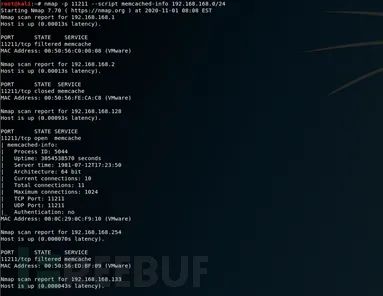 root@kali:~# nmap -p 11211 --script memcached-info 192.168.168.0/24
Starting Nmap 7.70 ( https://nmap.org ) at 2020-11-01 08:08 EST
Nmap scan report for 192.168.168.1
Host is up (0.00013s latency).
PORT STATE SERVICE
11211/tcp filtered memcache
MAC Address: 00:50:56:C0:00:08 (VMware)
Nmap scan report for 192.168.168.2
Host is up (0.00013s latency).
PORT STATE SERVICE
11211/tcp closed memcache
MAC Address: 00:50:56:FE:CA:C8 (VMware)
Nmap scan report for 192.168.168.128
Host is up (0.00093s latency).
PORT STATE SERVICE
11211/tcp open memcache
| memcached-info:
| Process ID: 5044
| Uptime: 3054538570 seconds
| Server time: 1981-07-12T17:23:50
| Architecture: 64 bit
| Current connections: 10
| Total connections: 11
| Maximum connections: 1024
| TCP Port: 11211
| UDP Port: 11211
|_ Authentication: no
MAC Address: 00:0C:29:0C:F9:10 (VMware)
Nmap scan report for 192.168.168.254
Host is up (0.000070s latency).
PORT STATE SERVICE
11211/tcp filtered memcache
MAC Address: 00:50:56:ED:BF:09 (VMware)
Nmap scan report for 192.168.168.133
Host is up (0.000043s latency).